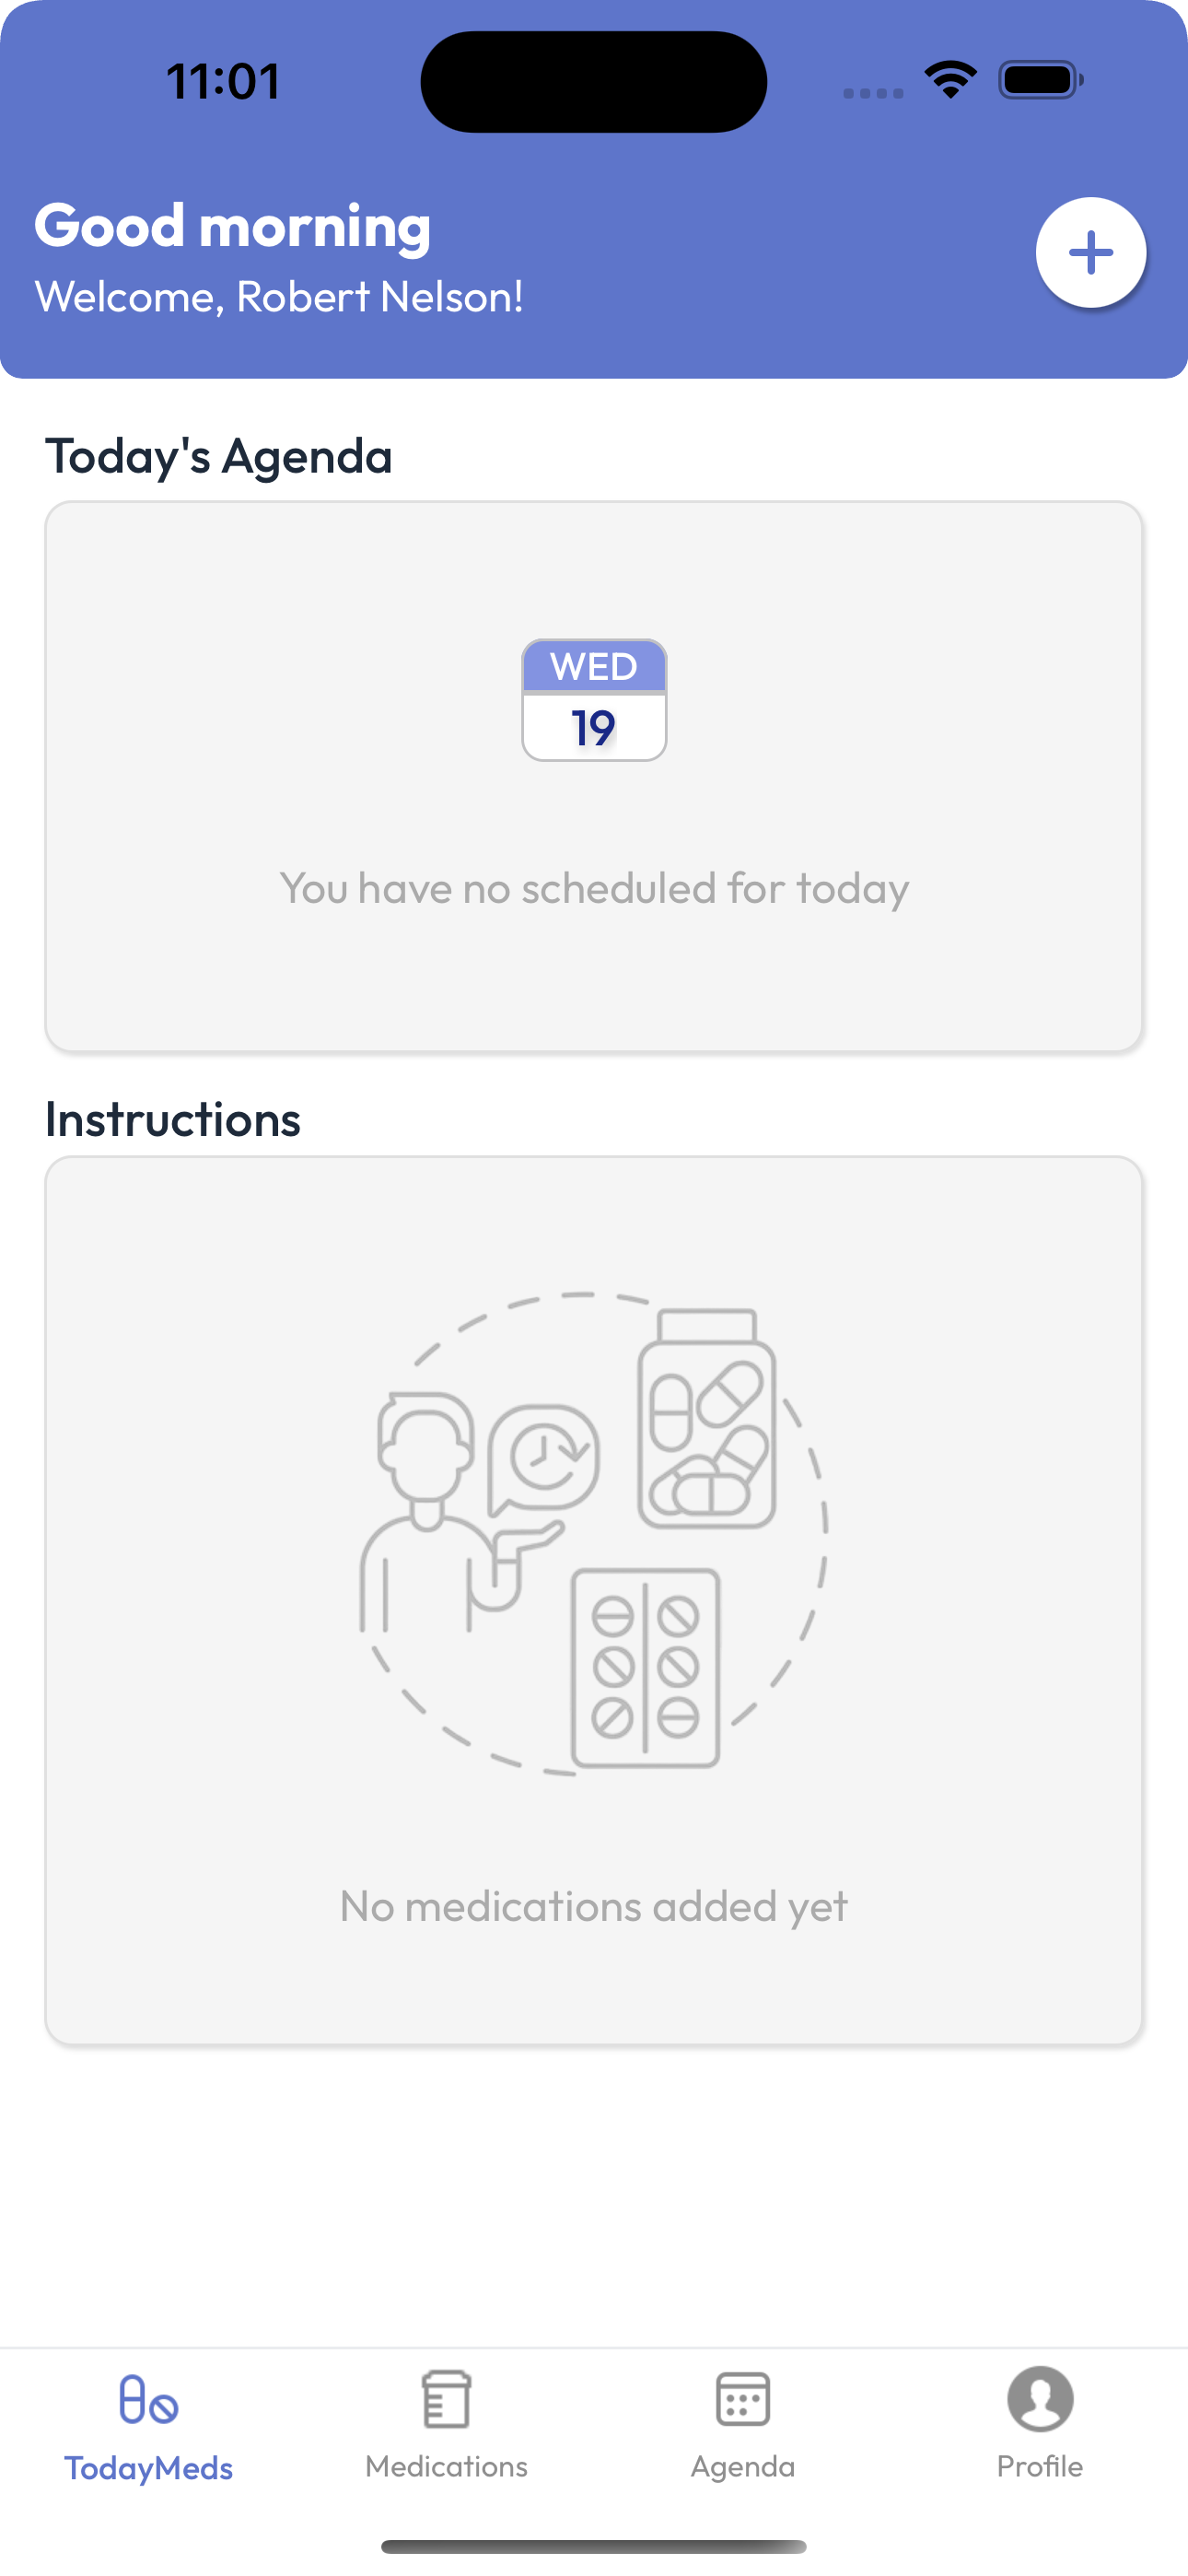 11:01
Good morning
Welcome, Robert Nelson!
Today's Agenda
WED
19
You have no scheduled for today
Instructions
No medications added yet
TodayMeds
Medications
Agenda
Profile